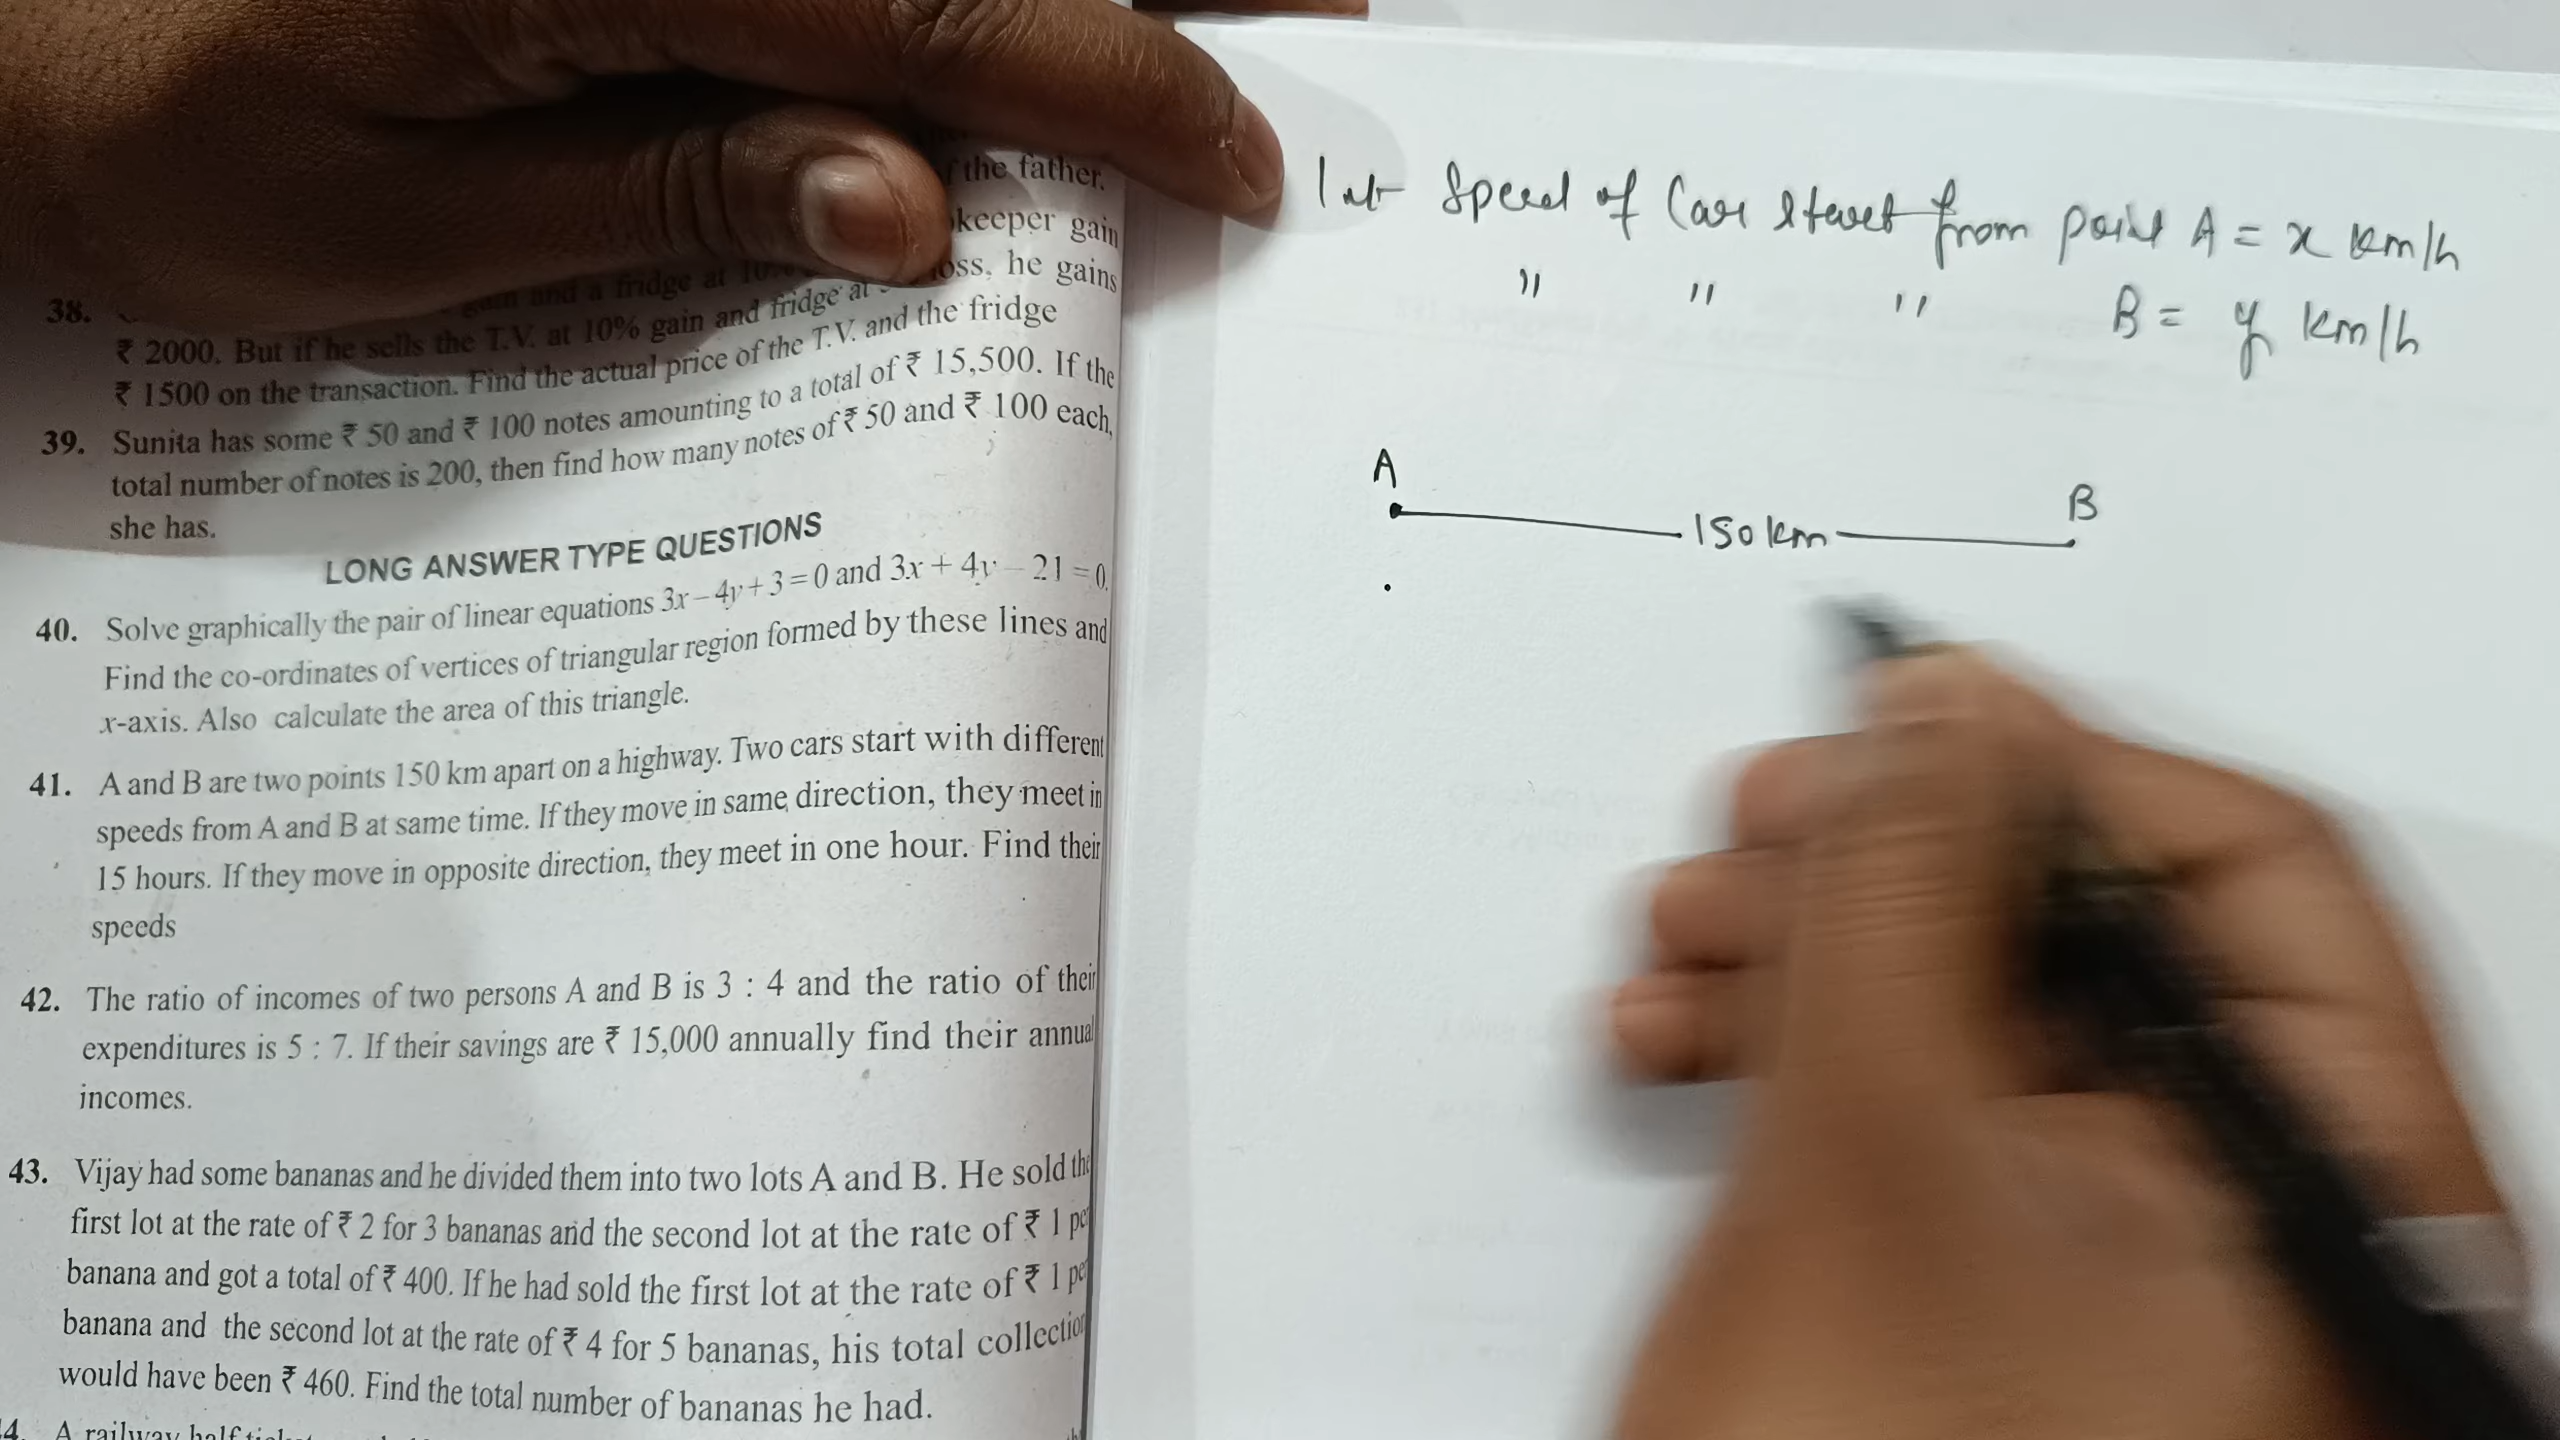 the father.
keeper gain
38. gain and a fridge at 10% loss, he gains
₹ 2000. But if he sells the T.V. at 10% gain and fridge at
₹ 1500 on the transaction. Find the actual price of the T.V. and the fridge
39. Sunita has some ₹ 50 and ₹ 100 notes amounting to a total of ₹ 15,500. If the
total number of notes is 200, then find how many notes of ₹ 50 and ₹ 100 each,
she has.
LONG ANSWER TYPE QUESTIONS
40. Solve graphically the pair of linear equations 3x – 4y + 3 = 0 and 3x + 4y – 21 = 0.
Find the co-ordinates of vertices of triangular region formed by these lines and
x-axis. Also calculate the area of this triangle.
41. A and B are two points 150 km apart on a highway. Two cars start with different
speeds from A and B at same time. If they move in same direction, they meet in
15 hours. If they move in opposite direction, they meet in one hour. Find their
speeds
42. The ratio of incomes of two persons A and B is 3 : 4 and the ratio of their
expenditures is 5 : 7. If their savings are ₹ 15,000 annually find their annual
incomes.
43. Vijay had some bananas and he divided them into two lots A and B. He sold the
first lot at the rate of ₹ 2 for 3 bananas and the second lot at the rate of ₹ 1 pe
banana and got a total of ₹ 400. If he had sold the first lot at the rate of ₹ 1 pe
banana and the second lot at the rate of ₹ 4 for 5 bananas, his total collection
would have been ₹ 460. Find the total number of bananas he had.
A railway half
Let Speed of Car start from point A = x km/h
" " " B = y km/h
A B
150 km